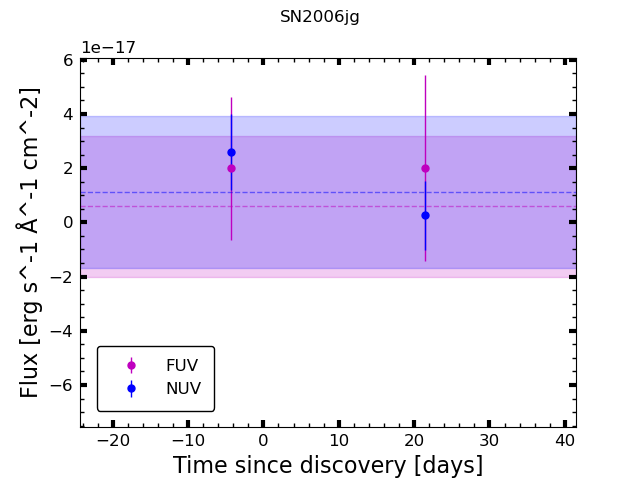 SN2006jg
1e−17
6
4
2
0
−2
−4
−6
Flux [erg s^-1 Å^-1 cm^-2]
FUV
NUV
−20 −10 0 10 20 30 40
Time since discovery [days]